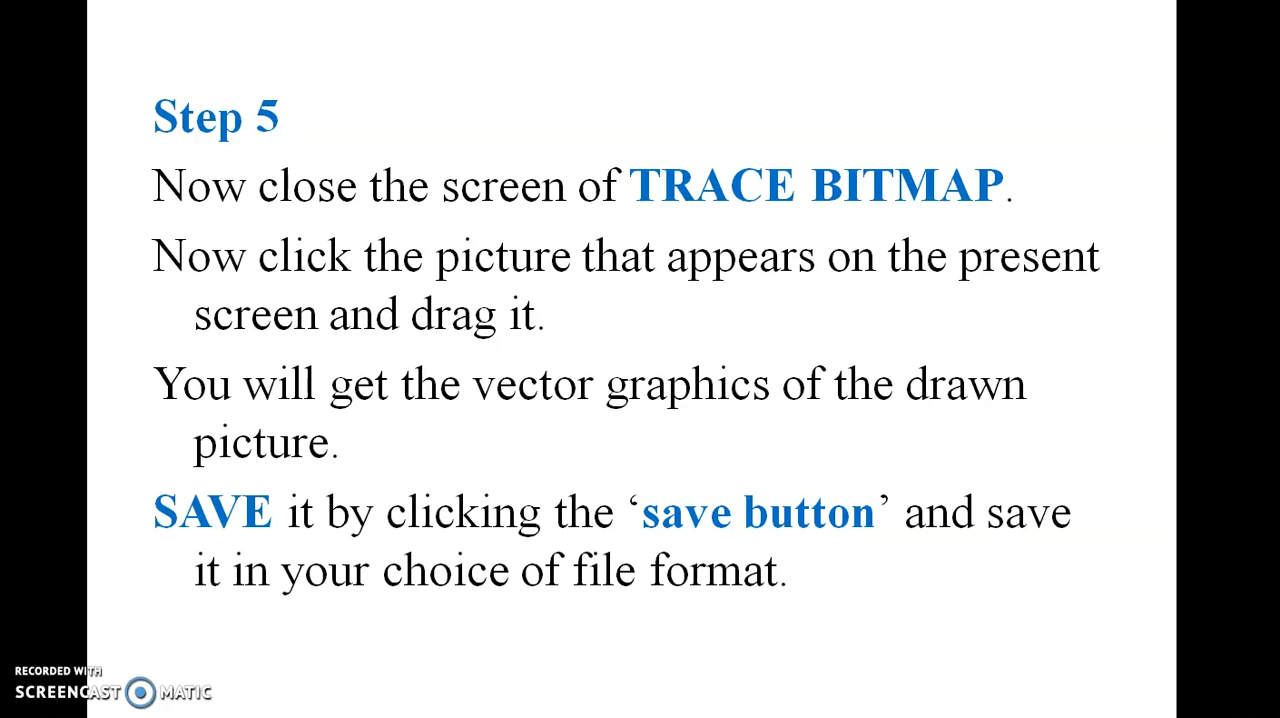 Step 5
Now close the screen of TRACE BITMAP.
Now click the picture that appears on the present
screen and drag it.
You will get the vector graphics of the drawn
picture.
SAVE it by clicking the ‘save button’ and save
it in your choice of file format.
RECORDED WITH
SCREENCAST MATIC